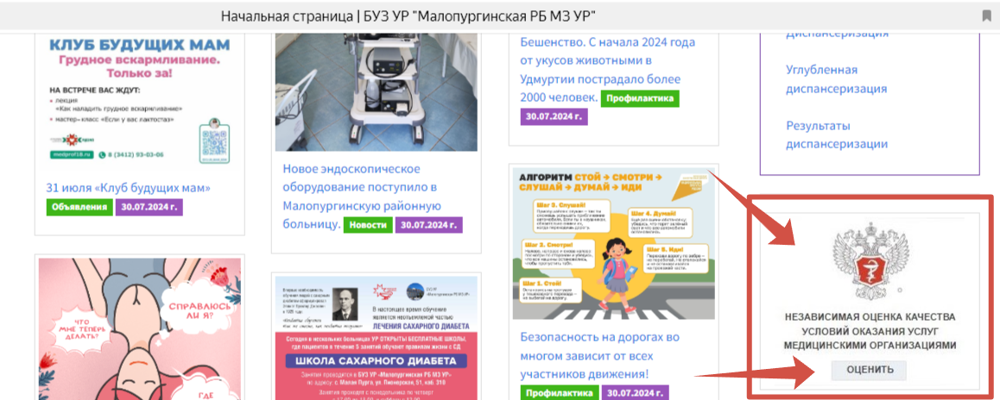 Начальная страница | БУЗ УР "Малопургинская РБ МЗ УР"
КЛУБ БУДУЩИХ МАМ
Грудное вскармливание.
Только за!
НА ВСТРЕЧЕ ВАС ЖДУТ:
• лекция
«Как наладить грудное вскармливание»
• мастер-класс «Если у вас лактостаз»
medprof18.ru 8 (3412) 93-03-06
31 июля «Клуб будущих мам»
Объявления 30.07.2024 г.
СПРАВЛЮСЬ
ЛИ Я?
ЧТО
МНЕ ТЕПЕРЬ
ДЕЛАТЬ?
ГДЕ
Новое эндоскопическое
оборудование поступило в
Малопургинскую районную
больницу. Новости 30.07.2024 г.
В настоящее время обучение
является неотъемлемой частью
ЛЕЧЕНИЯ САХАРНОГО ДИАБЕТА
Сегодня в нескольких больницах УР ОТКРЫТЫ БЕСПЛАТНЫЕ ШКОЛЫ,
где пациентов в течение 5 занятий обучают правилам жизни с СД
ШКОЛА САХАРНОГО ДИАБЕТА
Занятия проводятся в БУЗ УР «Малопургинская РБ МЗ УР»
по адресу: с. Малая Пурга, ул. Пионерская, 51, каб. 318
Занятия проходят с понедельника по четверг
Бешенство. С начала 2024 года
от укусов животными в
Удмуртии пострадало более
2000 человек. Профилактика
30.07.2024 г.
АЛГОРИТМ СТОЙ → СМОТРИ →
СЛУШАЙ → ДУМАЙ → ИДИ
Шаг 3. Слушай!
Шаг 4. Думай!
Шаг 2. Смотри!
Шаг 5. Иди!
Шаг 1. Стой!
Безопасность на дорогах во
многом зависит от всех
участников движения!
Профилактика 30.07.2024 г.
диспансеризация
Углубленная
диспансеризация
Результаты
диспансеризации
НЕЗАВИСИМАЯ ОЦЕНКА КАЧЕСТВА
УСЛОВИЙ ОКАЗАНИЯ УСЛУГ
МЕДИЦИНСКИМИ ОРГАНИЗАЦИЯМИ
ОЦЕНИТЬ